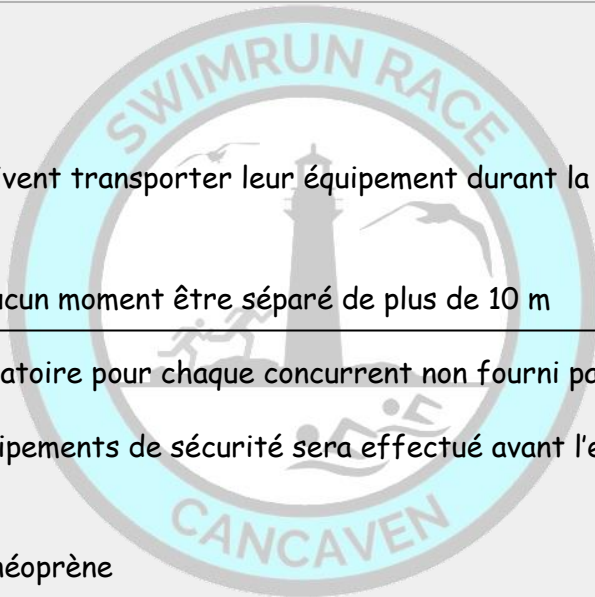 SWIMRUN RACE
vent transporter leur équipement durant la
ucun moment être séparé de plus de 10 m
atoire pour chaque concurrent non fourni pa
ipements de sécurité sera effectué avant l'e
néoprène
CANCAVEN